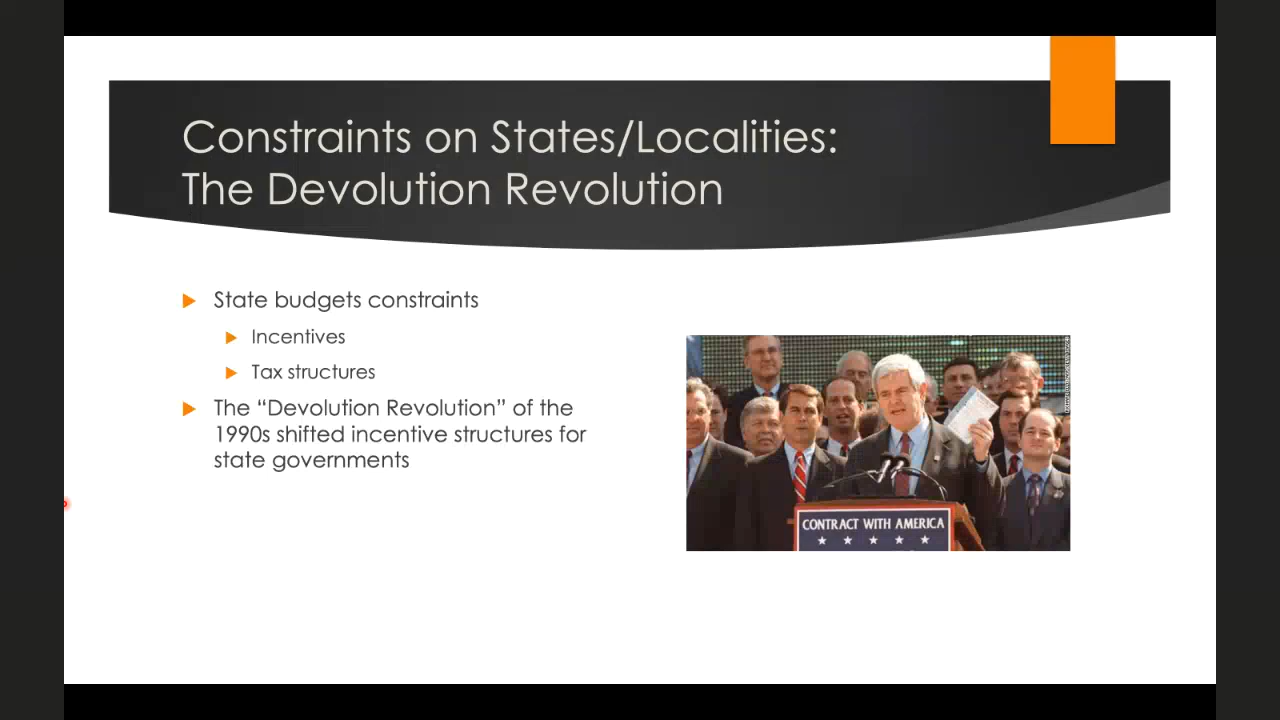 Constraints on States/Localities:
The Devolution Revolution
State budgets constraints
Incentives
Tax structures
The “Devolution Revolution” of the
1990s shifted incentive structures for
state governments
CONTRACT WITH AMERICA